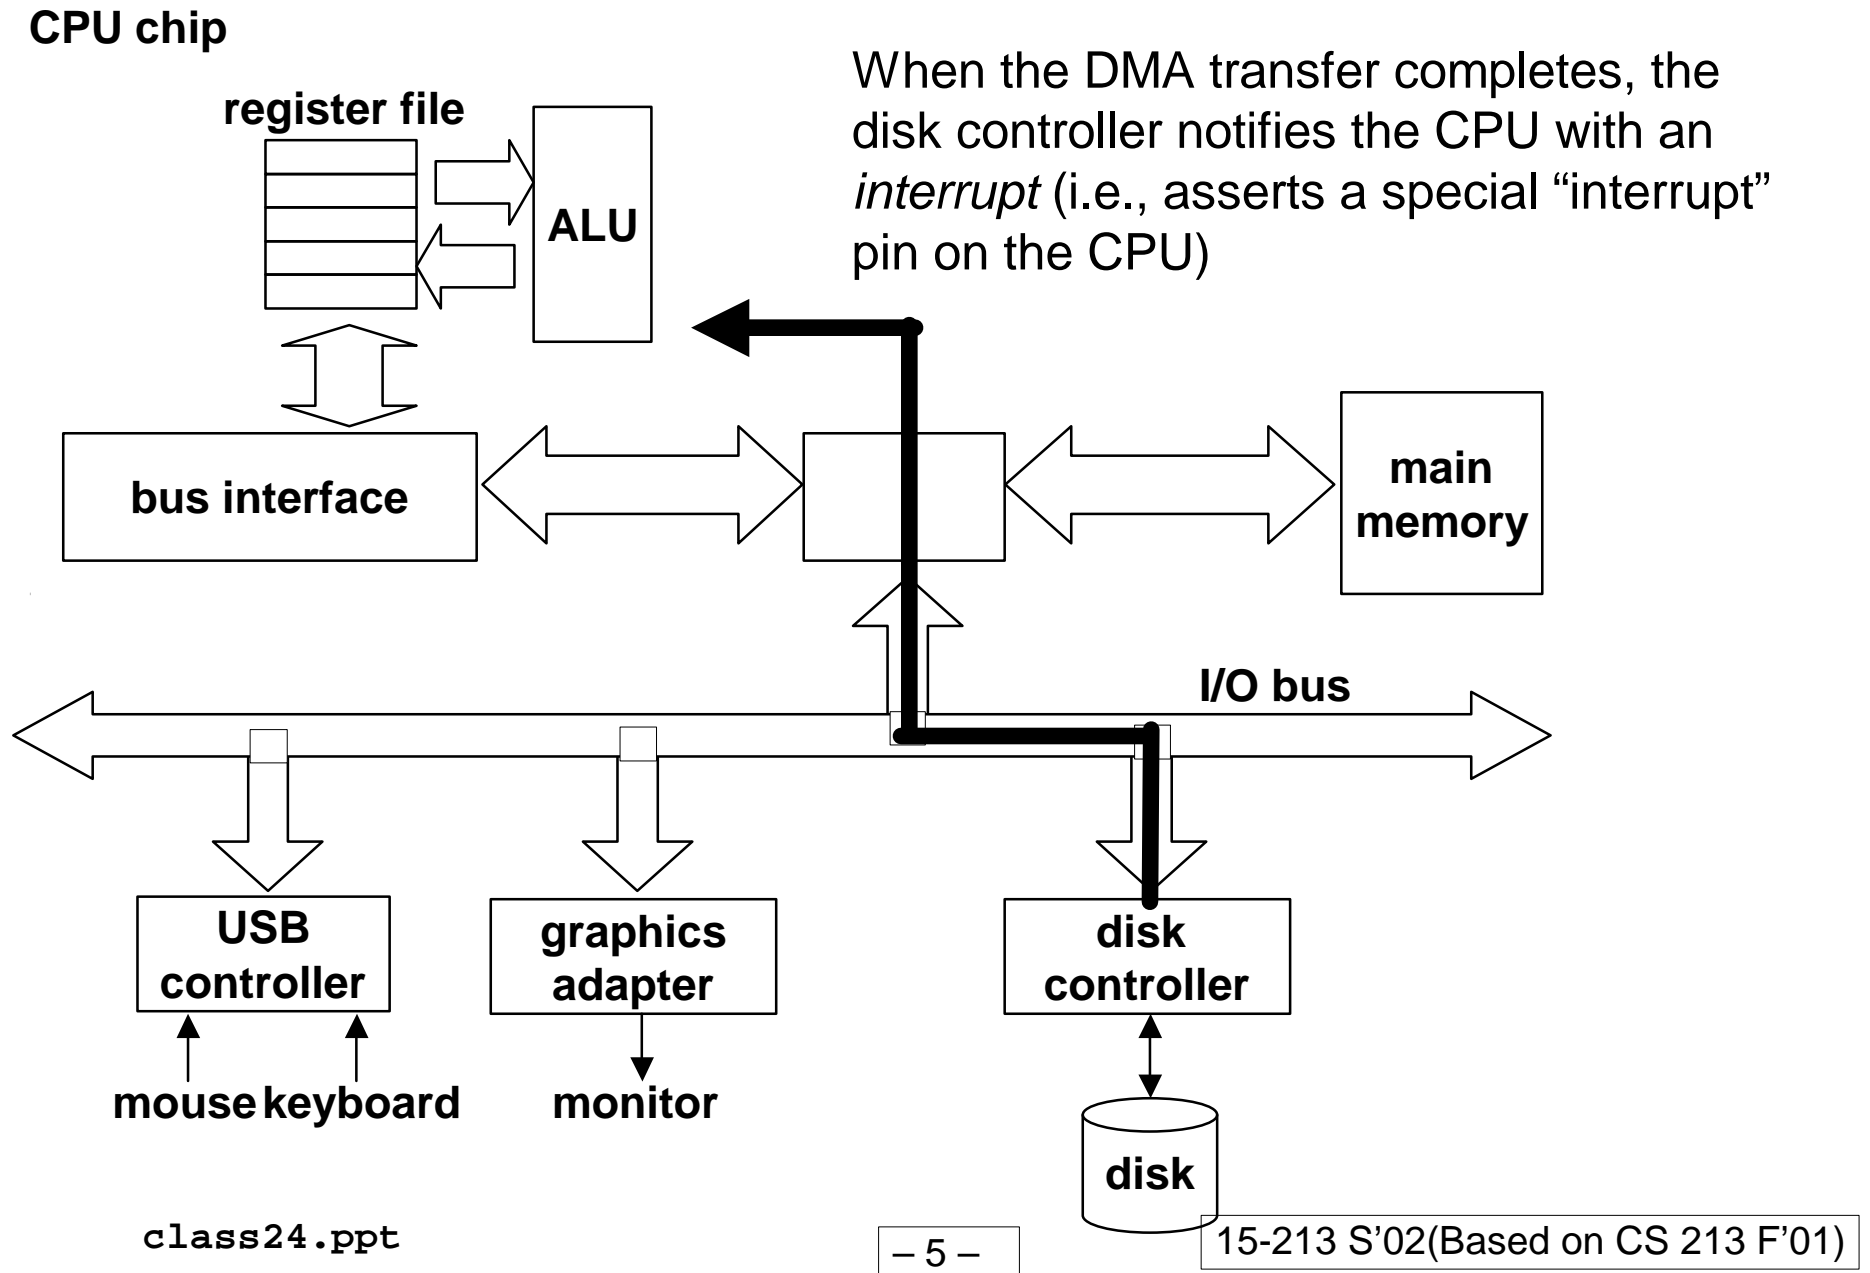 CPU chip
When the DMA transfer completes, the
disk controller notifies the CPU with an
interrupt (i.e., asserts a special “interrupt”
pin on the CPU)
register file
ALU
bus interface
main
memory
I/O bus
USB
controller
graphics
adapter
disk
controller
mouse keyboard
monitor
disk
class24.ppt
– 5 –
15-213 S’02(Based on CS 213 F’01)